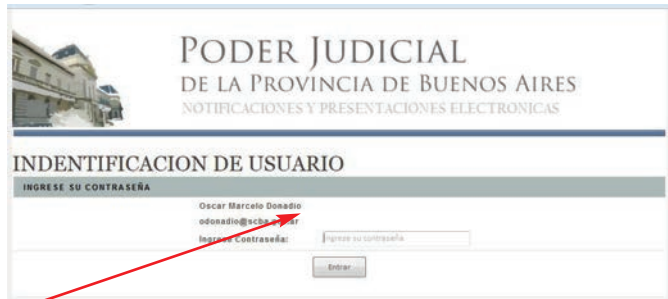 PODER JUDICIAL
DE LA PROVINCIA DE BUENOS AIRES
NOTIFICACIONES Y PRESENTACIONES ELECTRONICAS
INDENTIFICACION DE USUARIO
INGRESE SU CONTRASEÑA
Oscar Marcelo Donadio
odonadio@scba.gov.ar
Ingrese Contraseña: Ingrese su contraseña
Entrar